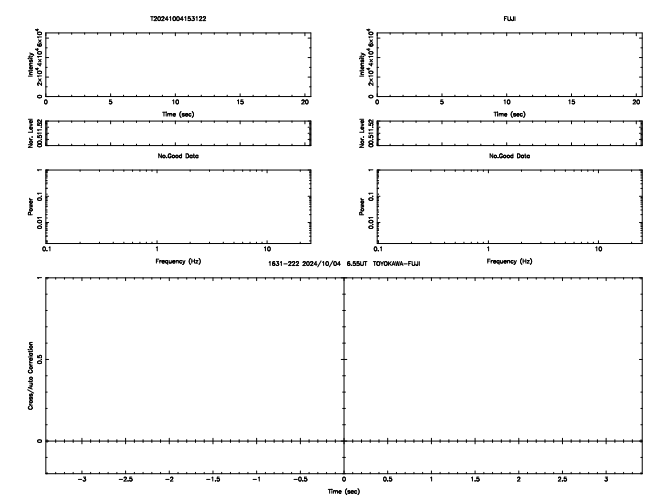 T20241004153122 FUJI
Intensity 0 2×10⁴ 4×10⁴ 6×10⁴
0 5 10 15 20
Time (sec)
Intensity 0 2×10⁴ 4×10⁴ 6×10⁴
0 5 10 15 20
Time (sec)
Nor. Level 00.511.52
Nor. Level 00.511.52
No.Good Data No.Good Data
Power 0.01 0.1 1
0.1 1 10
Frequency (Hz)
Power 0.01 0.1 1
0.1 1 10
Frequency (Hz)
1631-222 2024/10/04 6.55UT TOYOKAWA-FUJI
Cross/Auto Correlation 0 0.5 1
-3 -2.5 -2 -1.5 -1 -0.5 0 0.5 1 1.5 2 2.5 3
Time (sec)